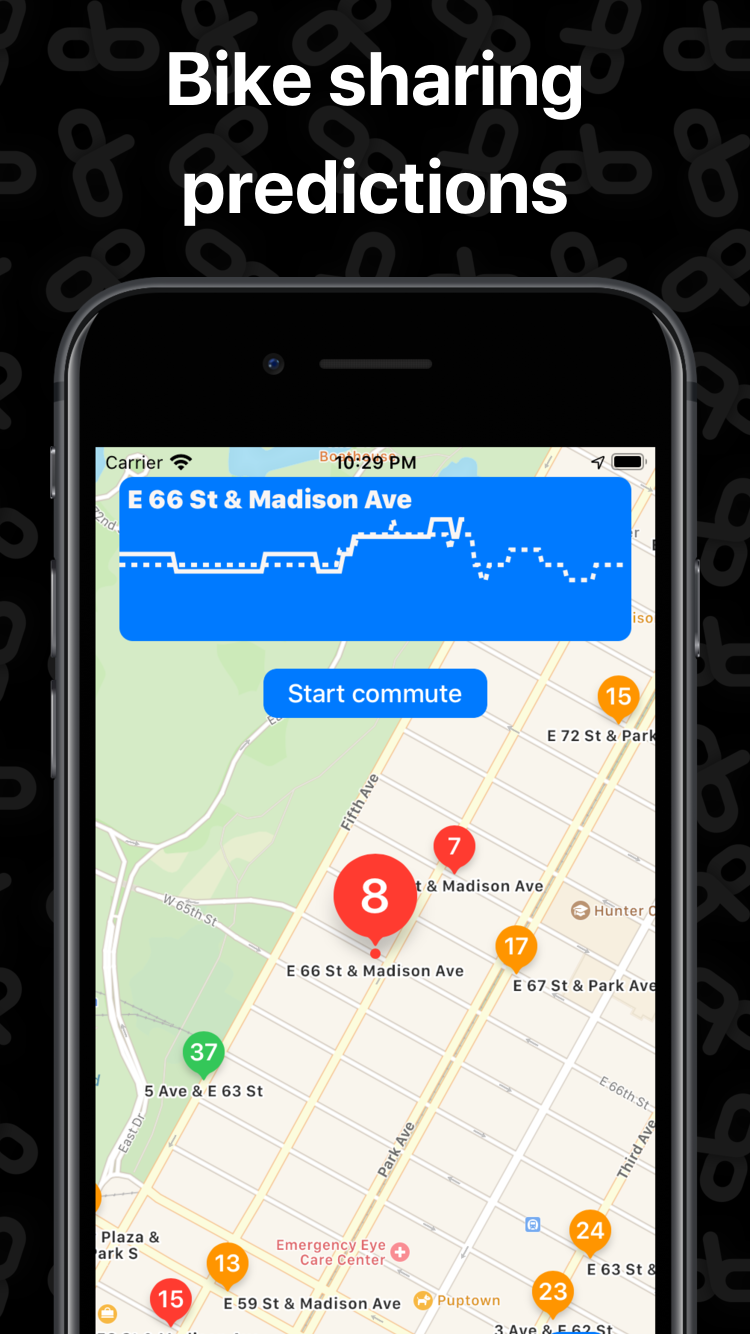 Bike sharing
predictions
Carrier
10:29 PM
E 66 St & Madison Ave
Start commute
15
E 72 St & Park
Fifth Ave
7
t & Madison Ave
8
W 65th St
Hunter C
E 66 St & Madison Ave
17
E 67 St & Park Ave
37
5 Ave & E 63 St
E 66th St
East Dr
Park Ave
Third Ave
Plaza &
Park S
24
Emergency Eye
Care Center
13
E 63 St &
15
E 59 St & Madison Ave
Puptown
23
3 Ave & E 62 St